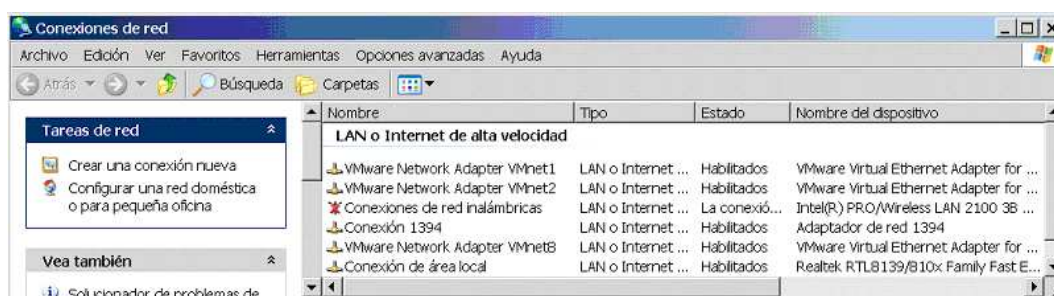 Conexiones de red
Archivo Edición Ver Favoritos Herramientas Opciones avanzadas Ayuda
Atrás Búsqueda Carpetas
Tareas de red
Crear una conexión nueva
Configurar una red doméstica
o para pequeña oficina
Vea también
Solucionador de problemas de
Nombre Tipo Estado Nombre del dispositivo
LAN o Internet de alta velocidad
VMware Network Adapter VMnet1 LAN o Internet ... Habilitados VMware Virtual Ethernet Adapter for ...
VMware Network Adapter VMnet2 LAN o Internet ... Habilitados VMware Virtual Ethernet Adapter for ...
Conexiones de red inalámbricas LAN o Internet ... La conexió... Intel(R) PRO/Wireless LAN 2100 3B ...
Conexión 1394 LAN o Internet ... Habilitados Adaptador de red 1394
VMware Network Adapter VMnet8 LAN o Internet ... Habilitados VMware Virtual Ethernet Adapter for ...
Conexión de área local LAN o Internet ... Habilitados Realtek RTL8139/810x Family Fast E...